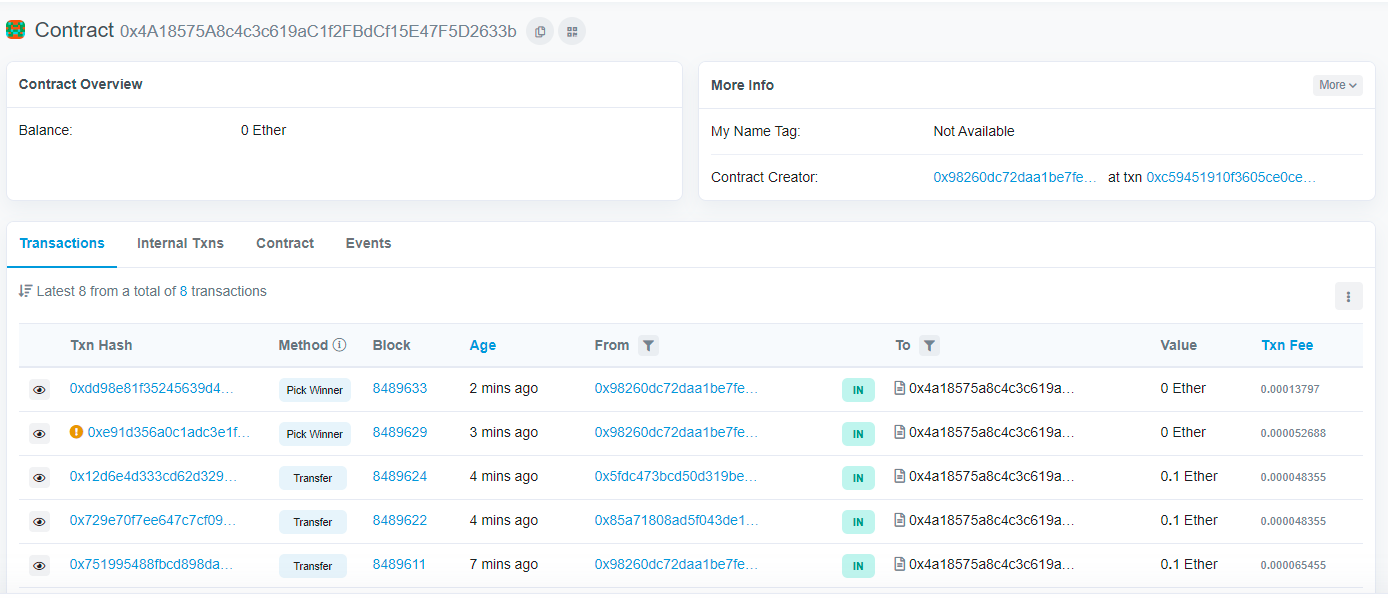 Contract 0x4A18575A8c4c3c619aC1f2FBdCf15E47F5D2633b
Contract Overview
Balance: 0 Ether
More Info More
My Name Tag: Not Available
Contract Creator: 0x98260dc72daa1be7fe... at txn 0xc59451910f3605ce0ce...
Transactions Internal Txns Contract Events
Latest 8 from a total of 8 transactions
Txn Hash Method Block Age From To Value Txn Fee
0xdd98e81f35245639d4... Pick Winner 8489633 2 mins ago 0x98260dc72daa1be7fe... IN 0x4a18575a8c4c3c619a... 0 Ether 0.00013797
0xe91d356a0c1adc3e1f... Pick Winner 8489629 3 mins ago 0x98260dc72daa1be7fe... IN 0x4a18575a8c4c3c619a... 0 Ether 0.000052688
0x12d6e4d333cd62d329... Transfer 8489624 4 mins ago 0x5fdc473bcd50d319be... IN 0x4a18575a8c4c3c619a... 0.1 Ether 0.000048355
0x729e70f7ee647c7cf09... Transfer 8489622 4 mins ago 0x85a71808ad5f043de1... IN 0x4a18575a8c4c3c619a... 0.1 Ether 0.000048355
0x751995488fbcd898da... Transfer 8489611 7 mins ago 0x98260dc72daa1be7fe... IN 0x4a18575a8c4c3c619a... 0.1 Ether 0.000065455